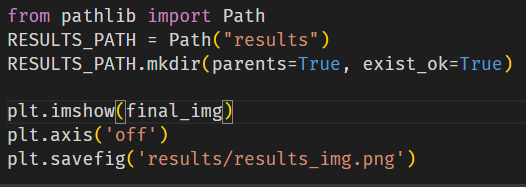 from pathlib import Path
RESULTS_PATH = Path("results")
RESULTS_PATH.mkdir(parents=True, exist_ok=True)
plt.imshow(final_img)
plt.axis('off')
plt.savefig('results/results_img.png')